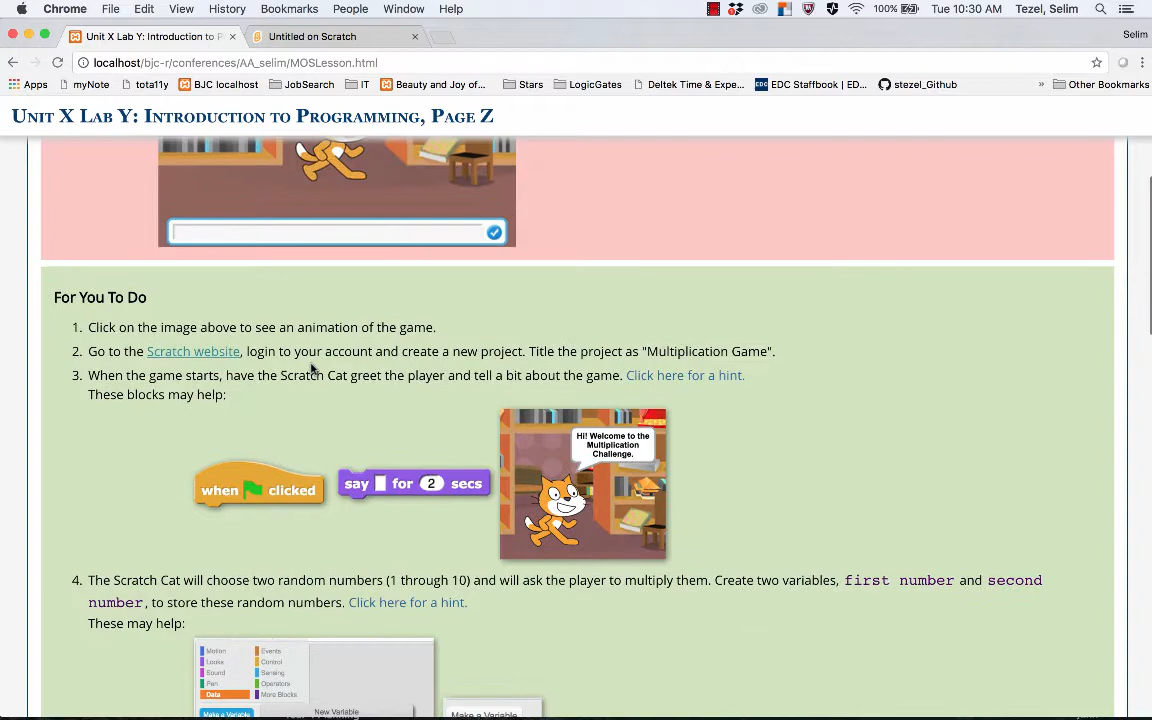 Chrome File Edit View History Bookmarks People Window Help 100% Tue 10:30 AM Tezel, Selim
Unit X Lab Y: Introduction to P × Untitled on Scratch × Selim
localhost/bjc-r/conferences/AA_selim/MOSLesson.html
Apps myNote tota11y BJC localhost JobSearch IT Beauty and Joy of... Stars LogicGates Deltek Time & Expe... EDC EDC Staffbook | ED... stezel_Github » Other Bookmarks
Unit X Lab Y: Introduction to Programming, Page Z
For You To Do
1. Click on the image above to see an animation of the game.
2. Go to the Scratch website, login to your account and create a new project. Title the project as "Multiplication Game".
3. When the game starts, have the Scratch Cat greet the player and tell a bit about the game. Click here for a hint.
These blocks may help:
Hi! Welcome to the
Multiplication
Challenge.
when clicked say for 2 secs
4. The Scratch Cat will choose two random numbers (1 through 10) and will ask the player to multiply them. Create two variables, first number and second
number, to store these random numbers. Click here for a hint.
These may help:
Motion Events
Looks Control
Sound Sensing
Pen Operators
Data More Blocks
Make a Variable New Variable Make a Variable